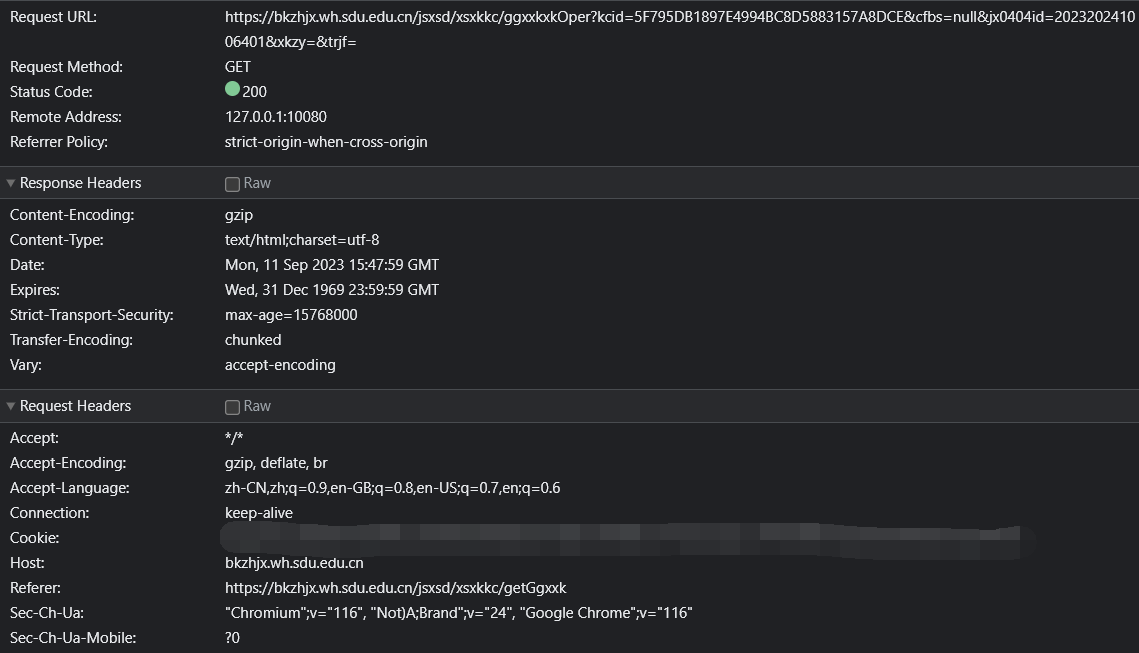 Request URL: https://bkzhjx.wh.sdu.edu.cn/jsxsd/xsxkkc/ggxxkxkOper?kcid=5F795DB1897E4994BC8D5883157A8DCE&cfbs=null&jx0404id=2023202410
06401&xkzy=&trjf=
Request Method: GET
Status Code: 200
Remote Address: 127.0.0.1:10080
Referrer Policy: strict-origin-when-cross-origin
Response Headers Raw
Content-Encoding: gzip
Content-Type: text/html;charset=utf-8
Date: Mon, 11 Sep 2023 15:47:59 GMT
Expires: Wed, 31 Dec 1969 23:59:59 GMT
Strict-Transport-Security: max-age=15768000
Transfer-Encoding: chunked
Vary: accept-encoding
Request Headers Raw
Accept: */*
Accept-Encoding: gzip, deflate, br
Accept-Language: zh-CN,zh;q=0.9,en-GB;q=0.8,en-US;q=0.7,en;q=0.6
Connection: keep-alive
Cookie:
Host: bkzhjx.wh.sdu.edu.cn
Referer: https://bkzhjx.wh.sdu.edu.cn/jsxsd/xsxkkc/getGgxxk
Sec-Ch-Ua: "Chromium";v="116", "Not)A;Brand";v="24", "Google Chrome";v="116"
Sec-Ch-Ua-Mobile: ?0